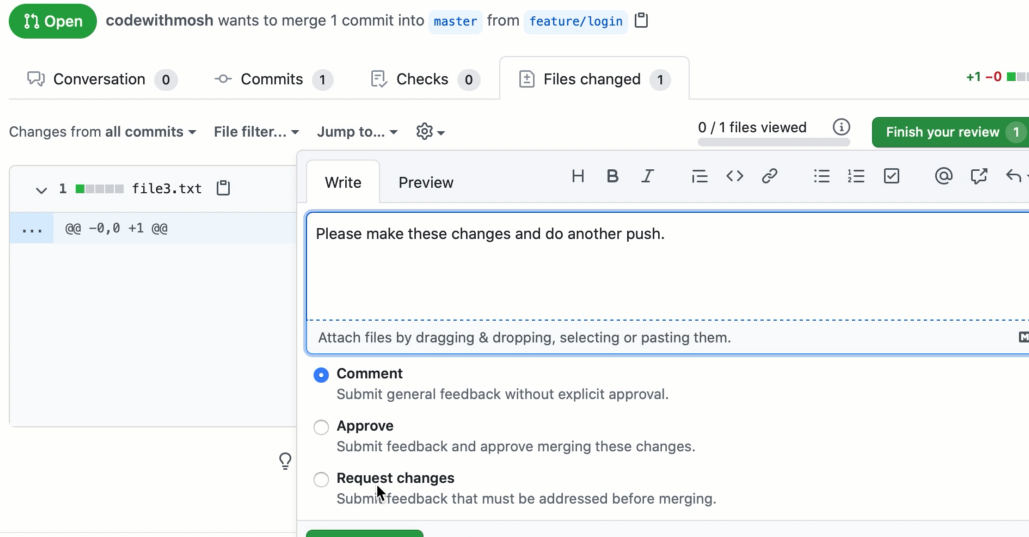 Open codewithmosh wants to merge 1 commit into master from feature/login
Conversation 0 Commits 1 Checks 0 Files changed 1 +1 −0
Changes from all commits File filter... Jump to... 0 / 1 files viewed Finish your review 1
1 file3.txt
... @@ -0,0 +1 @@
Write Preview H B I @
Please make these changes and do another push.
Attach files by dragging & dropping, selecting or pasting them.
Comment
Submit general feedback without explicit approval.
Approve
Submit feedback and approve merging these changes.
Request changes
Submit feedback that must be addressed before merging.